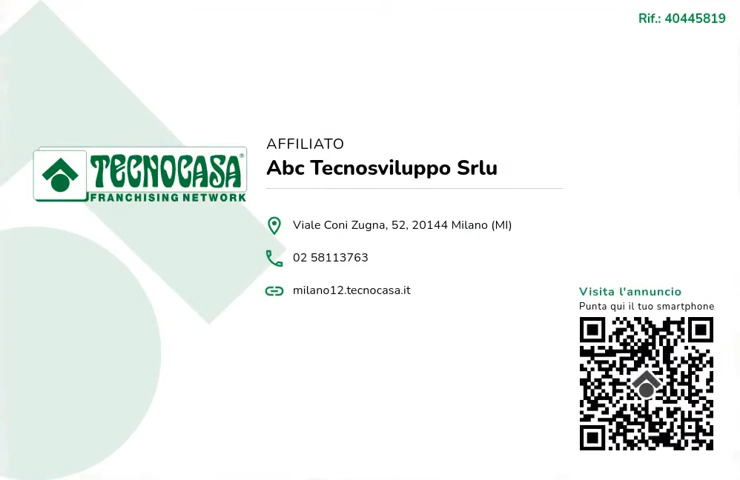 Rif.: 40445819
TECNOCASA®
FRANCHISING NETWORK
AFFILIATO
Abc Tecnosviluppo Srlu
Viale Coni Zugna, 52, 20144 Milano (MI)
02 58113763
milano12.tecnocasa.it
Visita l'annuncio
Punta qui il tuo smartphone